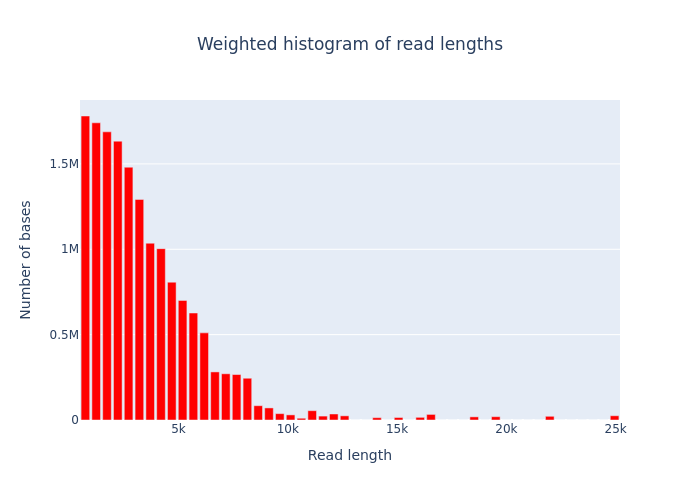 Weighted histogram of read lengths
Number of bases
1.5M
1M
0.5M
0
5k
10k
15k
20k
25k
Read length